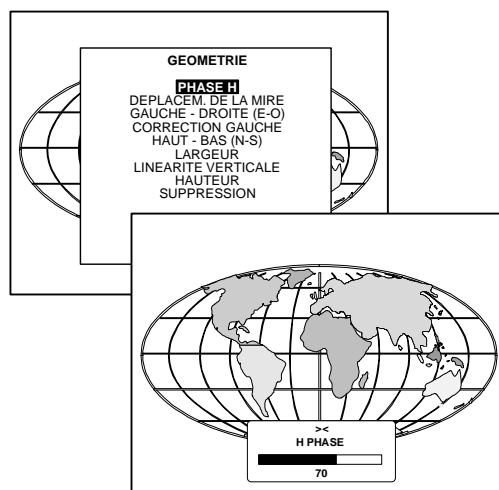 GEOMETRIE
PHASE H
DEPLACEM. DE LA MIRE
GAUCHE - DROITE (E-O)
CORRECTION GAUCHE
HAUT - BAS (N-S)
LARGEUR
LINEARITE VERTICALE
HAUTEUR
SUPPRESSION
><
H PHASE
70